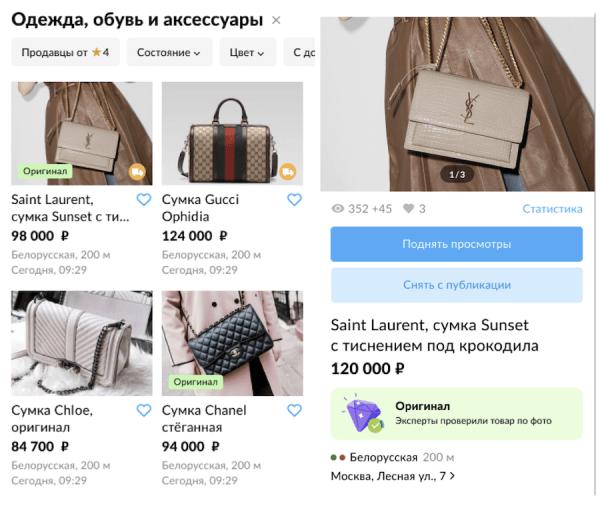 Одежда, обувь и аксессуары ×
Продавцы от ★4
Состояние
Цвет
С до
Оригинал
Saint Laurent,
сумка Sunset с ти...
98 000 ₽
Белорусская, 200 м
Сегодня, 09:29
Сумка Gucci
Ophidia
124 000 ₽
Белорусская, 200 м
Сегодня, 09:29
Сумка Chloe,
оригинал
84 700 ₽
Белорусская, 200 м
Сегодня, 09:29
Оригинал
Сумка Chanel
стёганная
94 000 ₽
Белорусская, 200 м
Сегодня, 09:29
YSL
1/3
352 +45 3 Статистика
Поднять просмотры
Снять с публикации
Saint Laurent, сумка Sunset
с тиснением под крокодила
120 000 ₽
Оригинал
Эксперты проверили товар по фото
Белорусская 200 м
Москва, Лесная ул., 7 >